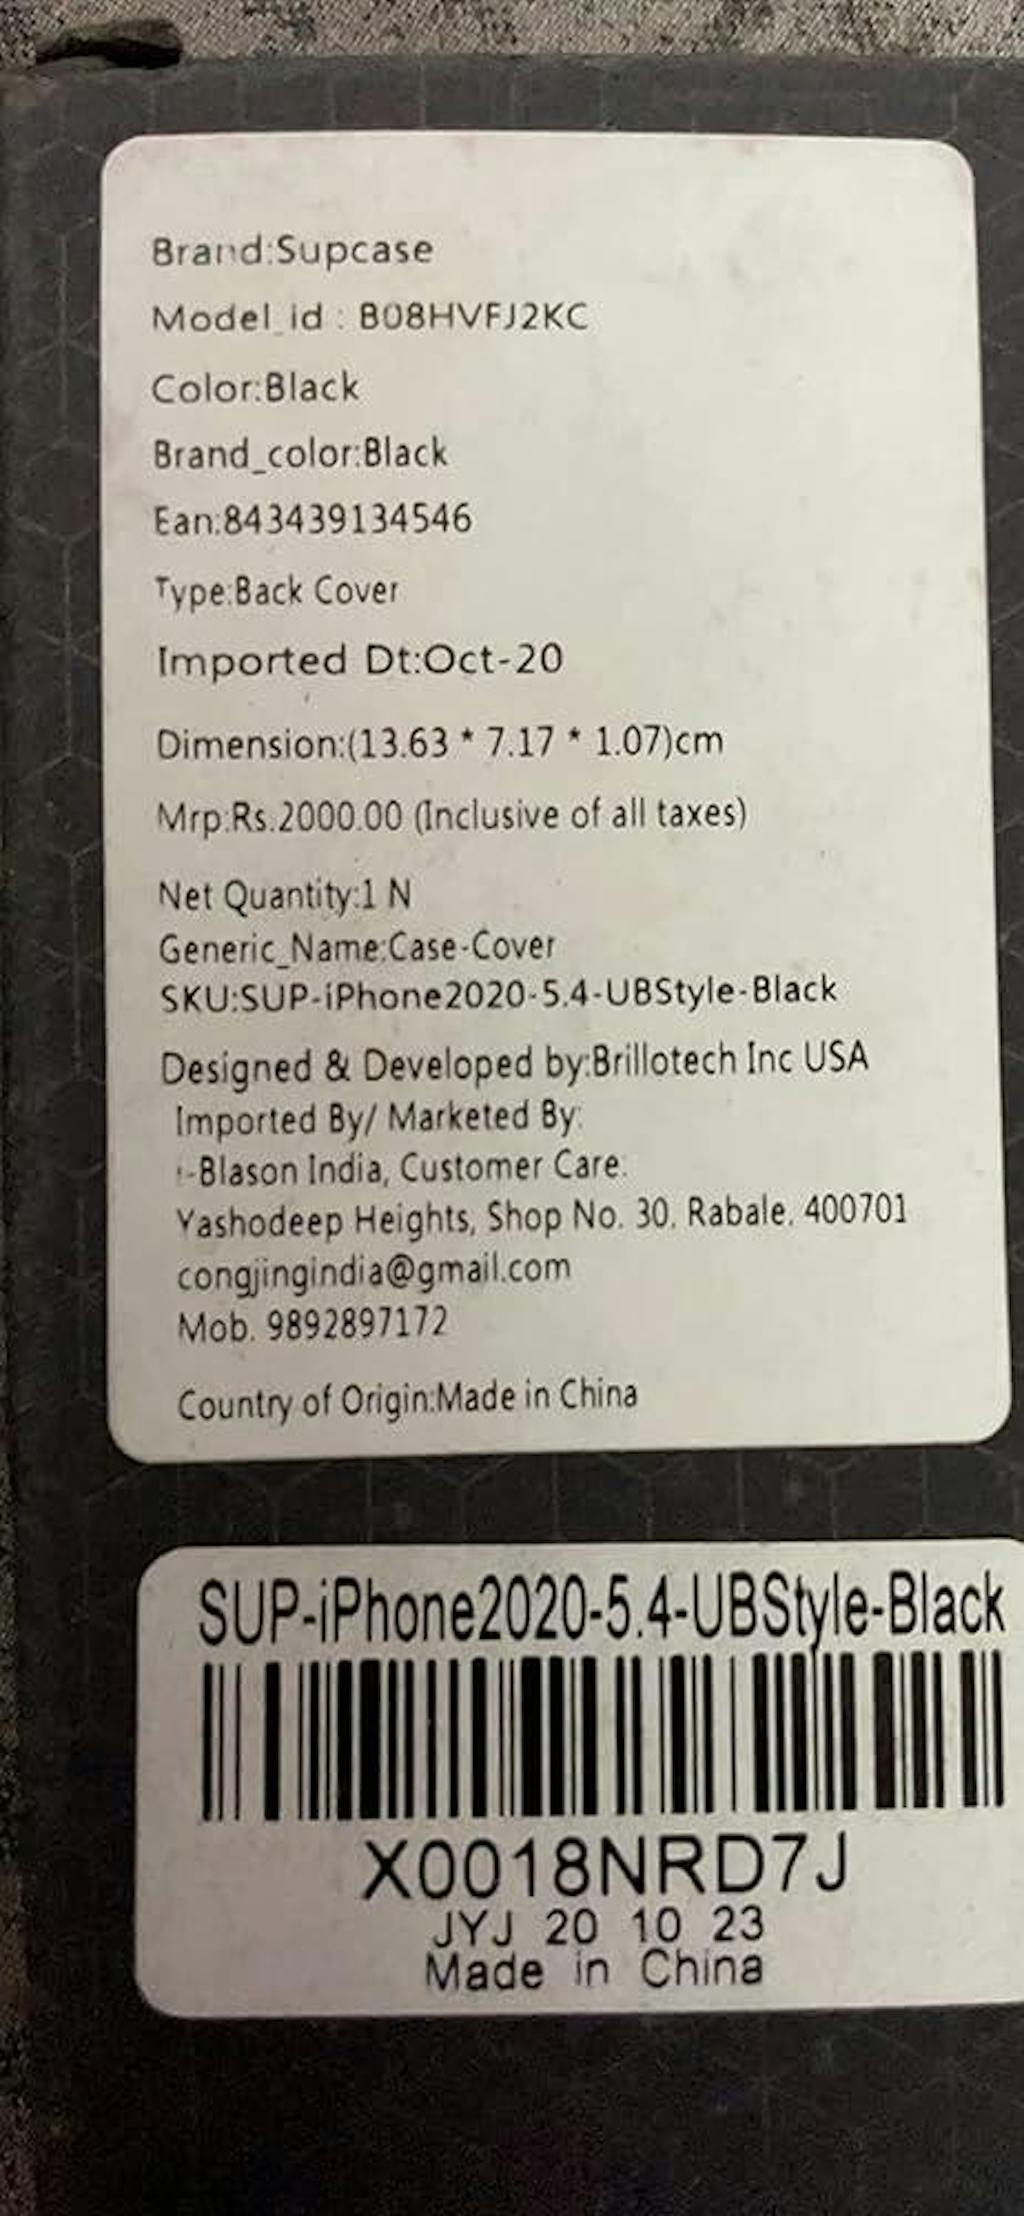 Brand:Supcase
Model_id : B08HVFJ2KC
Color:Black
Brand_color:Black
Ean:843439134546
Type:Back Cover
Imported Dt:Oct-20
Dimension:(13.63 * 7.17 * 1.07)cm
Mrp:Rs.2000.00 (Inclusive of all taxes)
Net Quantity:1 N
Generic_Name:Case-Cover
SKU:SUP-iPhone2020-5.4-UBStyle-Black
Designed & Developed by:Brillotech Inc USA
Imported By/ Marketed By:
i-Blason India, Customer Care:
Yashodeep Heights, Shop No. 30, Rabale, 400701
congjingindia@gmail.com
Mob. 9892897172
Country of Origin:Made in China
SUP-iPhone2020-5.4-UBStyle-Black
X0018NRD7J
JYJ 20 10 23
Made in China